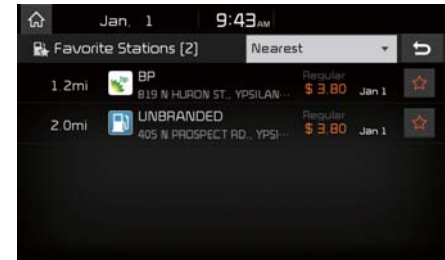 Jan. 1 9:43AM
Favorite Stations (2) Nearest
BP Regular
1.2mi $ 3.80 Jan 1
819 N HURON ST., YPSILAN...
UNBRANDED Regular
2.0mi $ 3.80 Jan 1
405 N PROSPECT RD., YPSI...